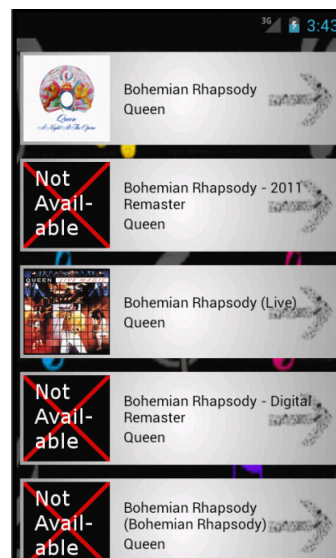 3G 3:43
Bohemian Rhapsody
Queen
Queen
A Night At The Opera
Not
Avail-
able
Bohemian Rhapsody - 2011
Remaster
Queen
QUEEN LIVE MAGIC
Bohemian Rhapsody (Live)
Queen
Not
Avail-
able
Bohemian Rhapsody - Digital
Remaster
Queen
Not
Avail-
able
Bohemian Rhapsody
(Bohemian Rhapsody)
Queen